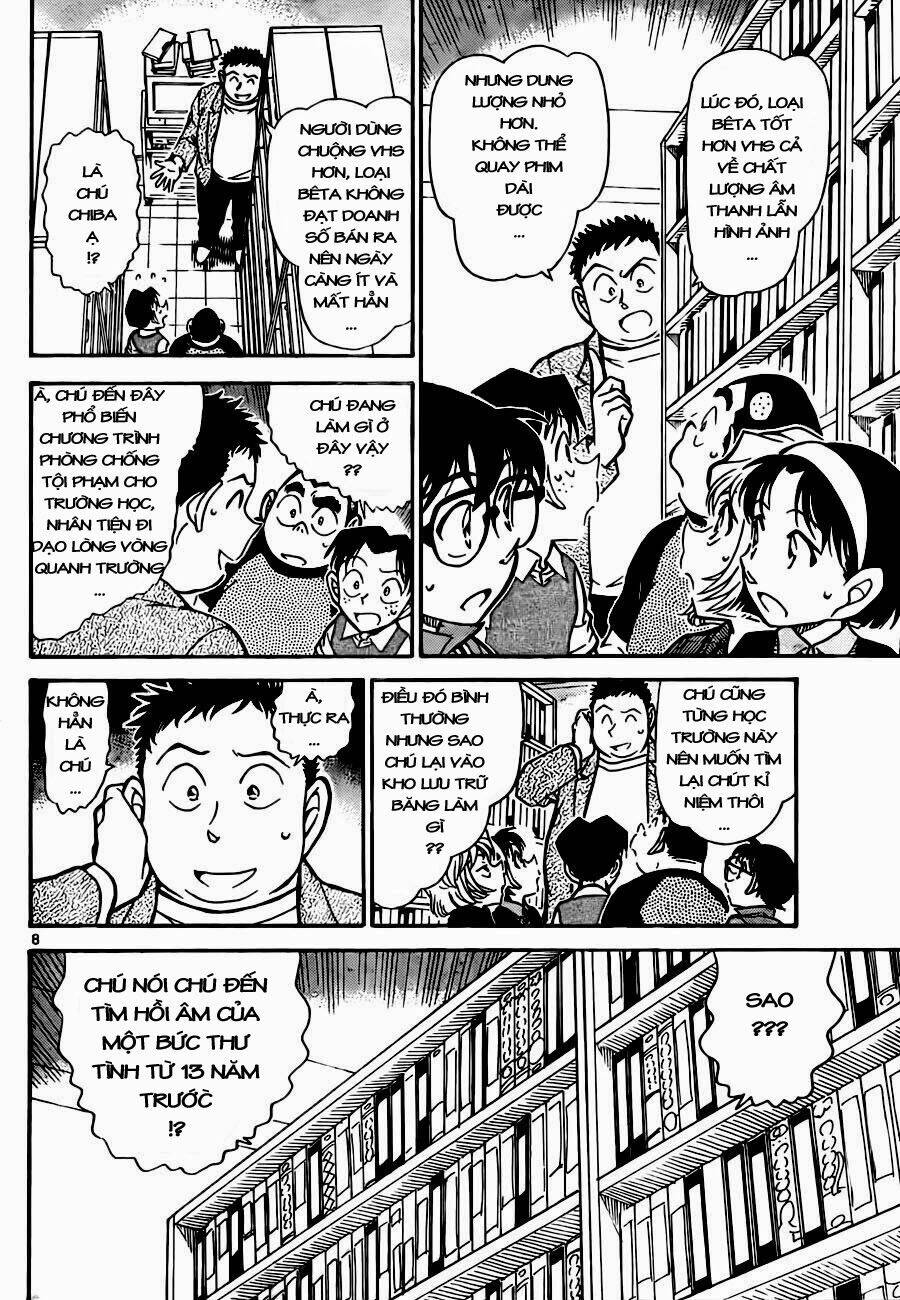 LÚC ĐÓ, LOẠI
BÊTA TỐT
HƠN VHS CẢ
VỀ CHẤT
LƯỢNG ÂM
THANH LẪN
HÌNH ẢNH
...
NHƯNG DUNG
LƯỢNG NHỎ
HƠN.
KHÔNG THỂ
QUAY PHIM
DÀI
ĐƯỢC
...
NGƯỜI DÙNG
CHUỘNG VHS
HƠN, LOẠI
BÊTA KHÔNG
ĐẠT DOANH
SỐ BÁN RA
NÊN NGÀY
CÀNG ÍT VÀ
MẤT HẲN
...
LÀ
CHÚ
CHIBA
Ạ
!?
CHÚ ĐANG
LÀM GÌ Ở
ĐÂY VẬY
??
À, CHÚ ĐẾN ĐÂY
PHỔ BIẾN
CHƯƠNG TRÌNH
PHÒNG CHỐNG
TỘI PHẠM CHO
TRƯỜNG HỌC,
NHÂN TIỆN ĐI
DẠO LÒNG VÒNG
QUANH TRƯỜNG
...
CHÚ CŨNG
TỪNG HỌC
TRƯỜNG NÀY
NÊN MUỐN TÌM
LẠI CHÚT KỈ
NIỆM THÔI
...
ĐIỀU ĐÓ BÌNH
THƯỜNG
NHƯNG SAO
CHÚ LẠI VÀO
KHO LƯU TRỮ
BĂNG LÀM
GÌ
??
À,
THỰC RA
...
KHÔNG
HẲN
LÀ
CHÚ
...
8
SAO
???
CHÚ NÓI CHÚ ĐẾN
TÌM HỒI ÂM CỦA
MỘT BỨC THƯ
TÌNH TỪ 13 NĂM
TRƯỚC
!?